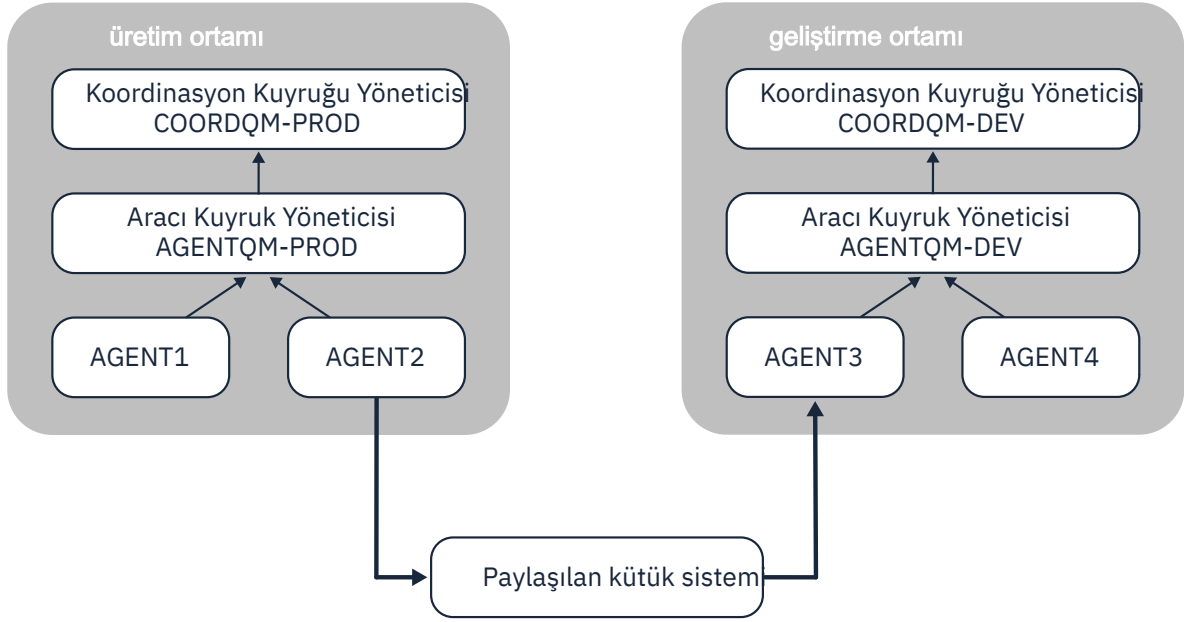 üretim ortamı
Koordinasyon Kuyruğu Yöneticisi
COORDQM-PROD
Aracı Kuyruk Yöneticisi
AGENTQM-PROD
AGENT1
AGENT2
geliştirme ortamı
Koordinasyon Kuyruğu Yöneticisi
COORDQM-DEV
Aracı Kuyruk Yöneticisi
AGENTQM-DEV
AGENT3
AGENT4
Paylaşılan kütük sistemi